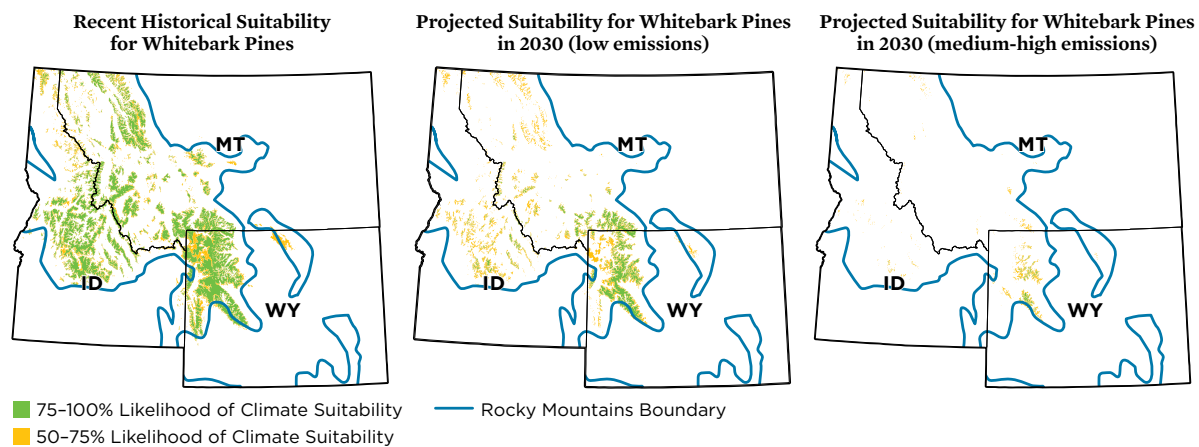 Recent Historical Suitability
for Whitebark Pines
Projected Suitability for Whitebark Pines
in 2030 (low emissions)
Projected Suitability for Whitebark Pines
in 2030 (medium-high emissions)
MT
ID
WY
MT
ID
WY
MT
ID
WY
75–100% Likelihood of Climate Suitability
Rocky Mountains Boundary
50–75% Likelihood of Climate Suitability